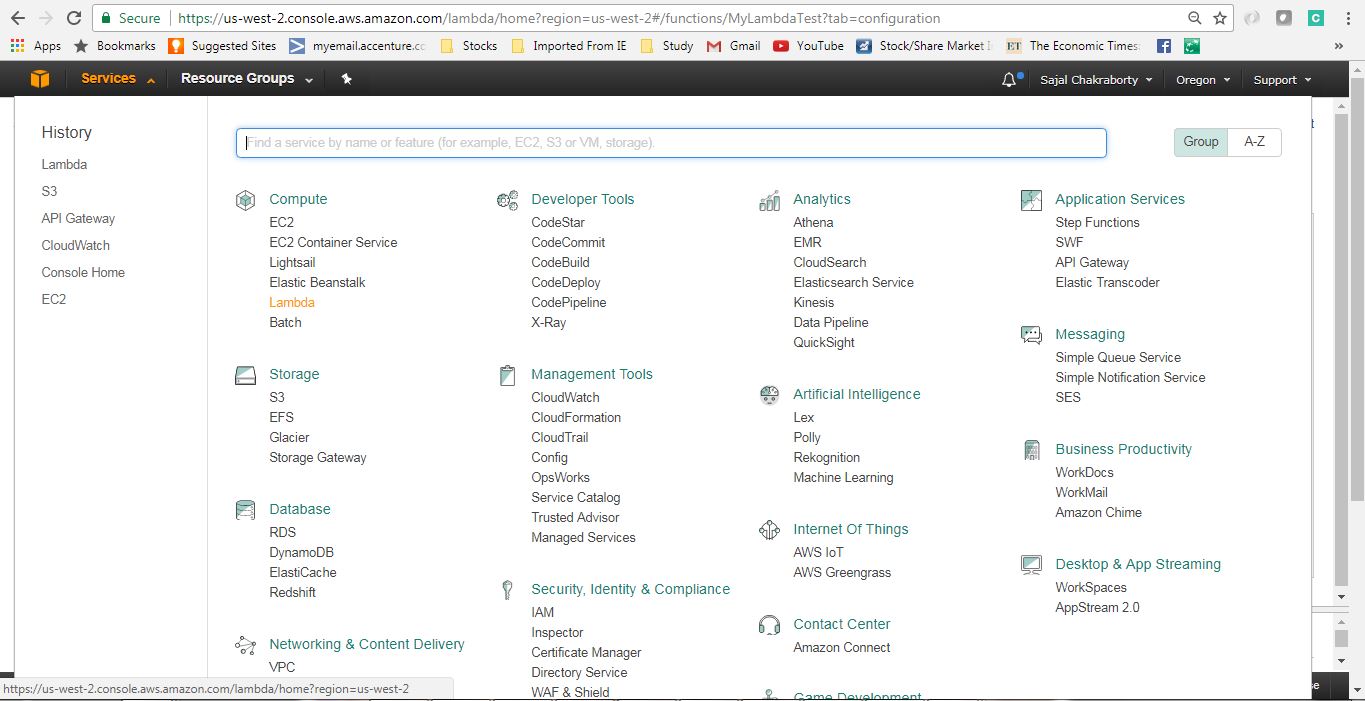 Secure https://us-west-2.console.aws.amazon.com/lambda/home?region=us-west-2#/functions/MyLambdaTest?tab=configuration
Apps Bookmarks Suggested Sites myemail.accenture.cc Stocks Imported From IE Study Gmail YouTube Stock/Share Market ET The Economic Times: »
Services Resource Groups Sajal Chakraborty Oregon Support
History
Lambda
S3
API Gateway
CloudWatch
Console Home
EC2
Find a service by name or feature (for example, EC2, S3 or VM, storage).
Group A-Z
Compute
EC2
EC2 Container Service
Lightsail
Elastic Beanstalk
Lambda
Batch
Storage
S3
EFS
Glacier
Storage Gateway
Database
RDS
DynamoDB
ElastiCache
Redshift
Networking & Content Delivery
VPC
Developer Tools
CodeStar
CodeCommit
CodeBuild
CodeDeploy
CodePipeline
X-Ray
Management Tools
CloudWatch
CloudFormation
CloudTrail
Config
OpsWorks
Service Catalog
Trusted Advisor
Managed Services
Security, Identity & Compliance
IAM
Inspector
Certificate Manager
Directory Service
WAF & Shield
Analytics
Athena
EMR
CloudSearch
Elasticsearch Service
Kinesis
Data Pipeline
QuickSight
Artificial Intelligence
Lex
Polly
Rekognition
Machine Learning
Internet Of Things
AWS IoT
AWS Greengrass
Contact Center
Amazon Connect
Game Development
Application Services
Step Functions
SWF
API Gateway
Elastic Transcoder
Messaging
Simple Queue Service
Simple Notification Service
SES
Business Productivity
WorkDocs
WorkMail
Amazon Chime
Desktop & App Streaming
WorkSpaces
AppStream 2.0
https://us-west-2.console.aws.amazon.com/lambda/home?region=us-west-2